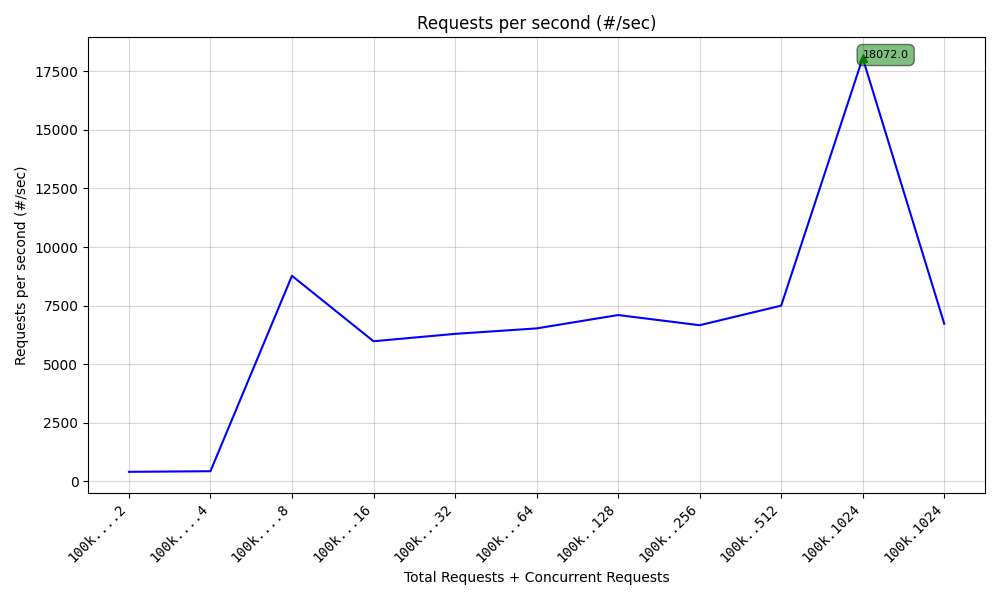 Requests per second (#/sec)
18072.0
17500
15000
12500
10000
7500
5000
2500
0
Requests per second (#/sec)
100k....2
100k....4
100k....8
100k...16
100k...32
100k...64
100k..128
100k..256
100k..512
100k.1024
100k.1024
Total Requests + Concurrent Requests